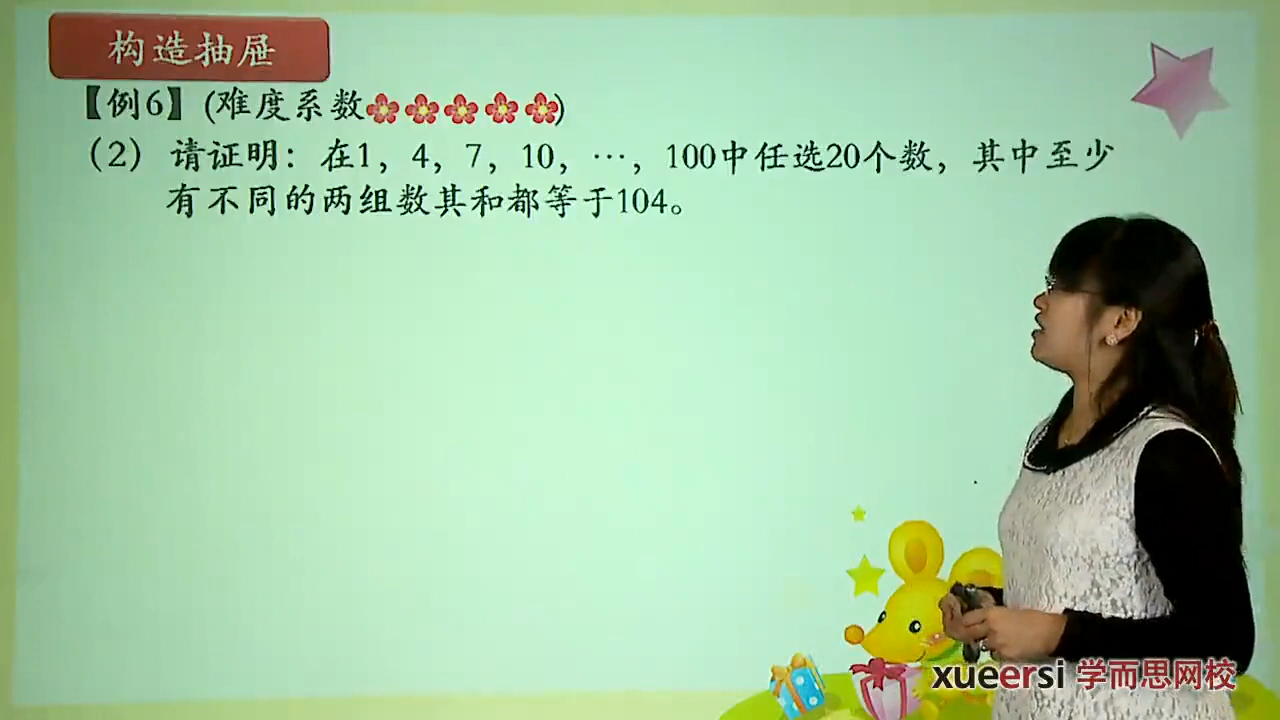 构造抽屉
【例6】(难度系数)
（2） 请证明：在1，4，7，10，…，100中任选20个数，其中至少
有不同的两组数其和都等于104。
xueersi 学而思网校